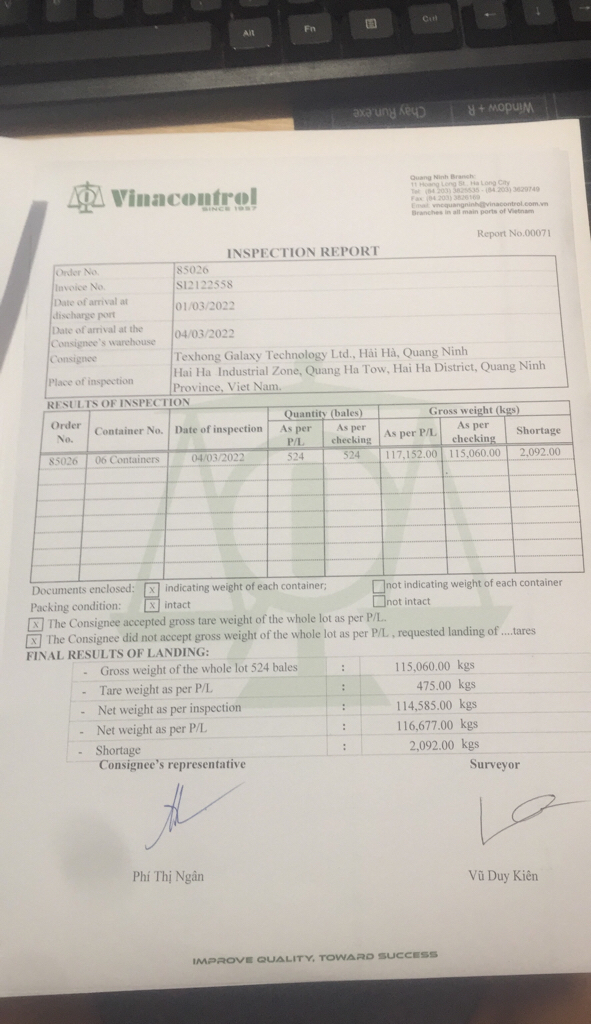 Alt
Fn
Ctrl
Chạy Run.exe
Window + R
Vinacontrol
SINCE 1957
Quang Ninh Branch:
11 Hoang Long St., Ha Long City
Email: vnsquangninh@vinacontrol.com.vn
Branches in all main ports of Vietnam
Report No.00071
INSPECTION REPORT
Order No. 85026
Invoice No. SI2122558
Date of arrival at discharge port 01/03/2022
Date of arrival at the Consignee's warehouse 04/03/2022
Consignee Texhong Galaxy Technology Ltd., Hải Hà, Quang Ninh
Place of inspection Hai Ha Industrial Zone, Quang Ha Tow, Hai Ha District, Quang Ninh
Province, Viet Nam.
RESULTS OF INSPECTION
Order No. Container No. Date of inspection Quantity (bales) Gross weight (kgs)
As per P/L As per checking As per P/L As per checking Shortage
85026 06 Containers 04/03/2022 524 524 117,152.00 115,060.00 2,092.00
Documents enclosed: x indicating weight of each container; not indicating weight of each container
Packing condition: x intact not intact
x The Consignee accepted gross tare weight of the whole lot as per P/L.
x The Consignee did not accept gross weight of the whole lot as per P/L , requested landing of ....tares
FINAL RESULTS OF LANDING:
- Gross weight of the whole lot 524 bales : 115,060.00 kgs
- Tare weight as per P/L : 475.00 kgs
- Net weight as per inspection : 114,585.00 kgs
- Net weight as per P/L : 116,677.00 kgs
- Shortage : 2,092.00 kgs
Consignee's representative Surveyor
Phí Thị Ngân Vũ Duy Kiên
IMPROVE QUALITY, TOWARD SUCCESS